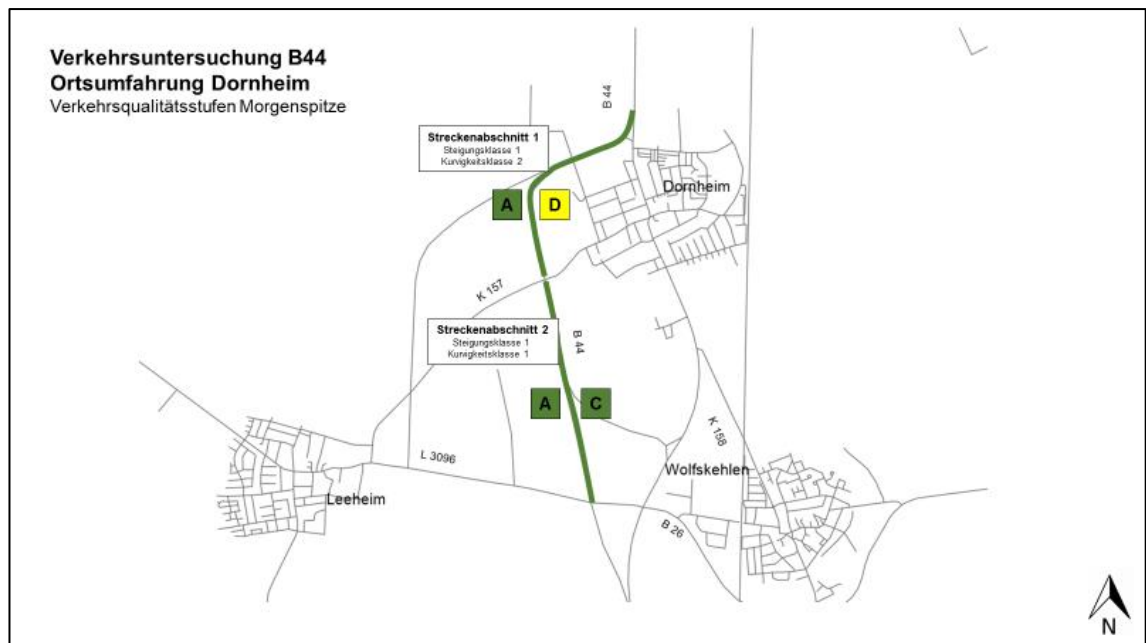 Verkehrsuntersuchung B44
Ortsumfahrung Dornheim
Verkehrsqualitätsstufen Morgenspitze
B 44
Streckenabschnitt 1
Steigungsklasse 1
Kurvigkeitsklasse 2
Dornheim
A
D
K 157
Streckenabschnitt 2
Steigungsklasse 1
Kurvigkeitsklasse 1
B 44
A
C
K 158
L 3096
Wolfskehlen
Leeheim
B 26
N